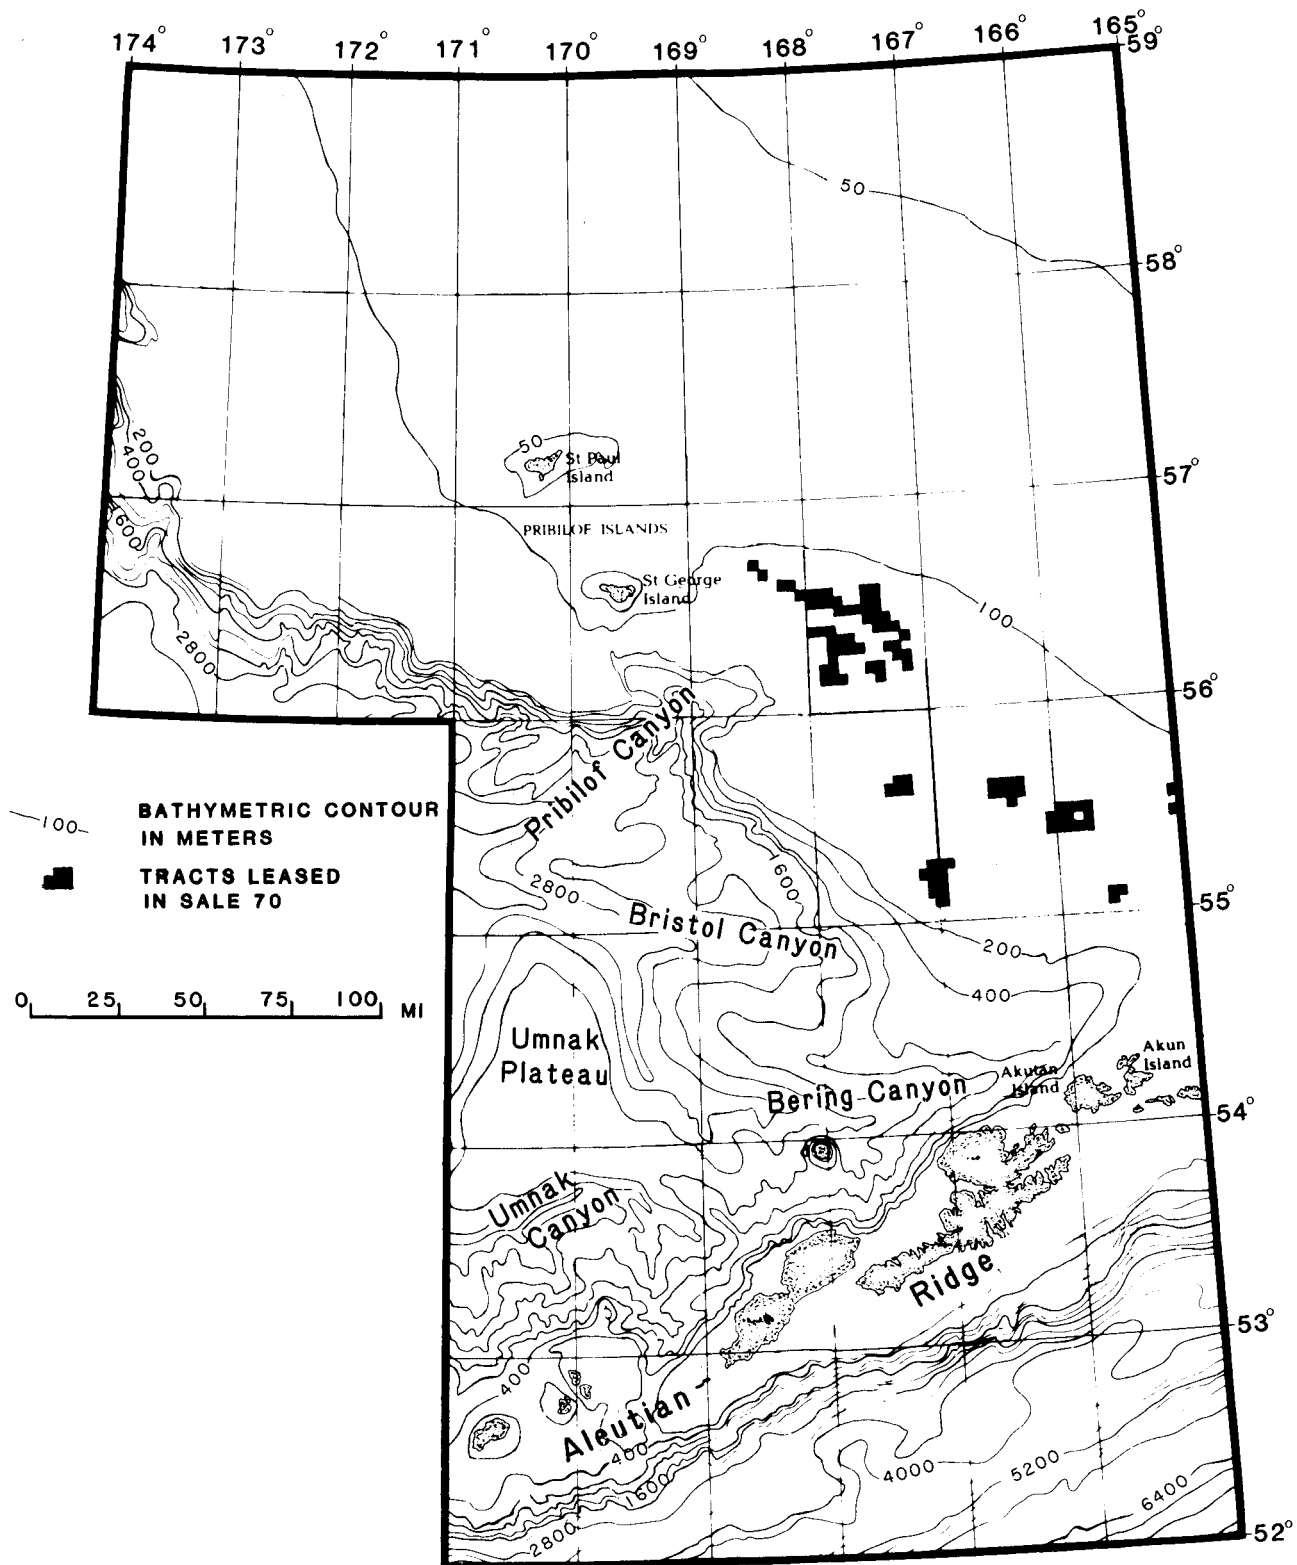 174° 173° 172° 171° 170° 169° 168° 167° 166° 165°
59°
50
58°
50
St Paul
Island
57°
200
400
1600
PRIBILOF ISLANDS
St George
Island
100
2800
56°
Pribilof Canyon
100
BATHYMETRIC CONTOUR
IN METERS
TRACTS LEASED
IN SALE 70
1600
2800
55°
Bristol Canyon
200
400
0 25 50 75 100 MI
Umnak
Plateau
Akun
Island
Akutan
Island
Bering Canyon
54°
Umnak
Canyon
Ridge
53°
400
Aleutian
400
1600
2800
4000
5200
6400
52°